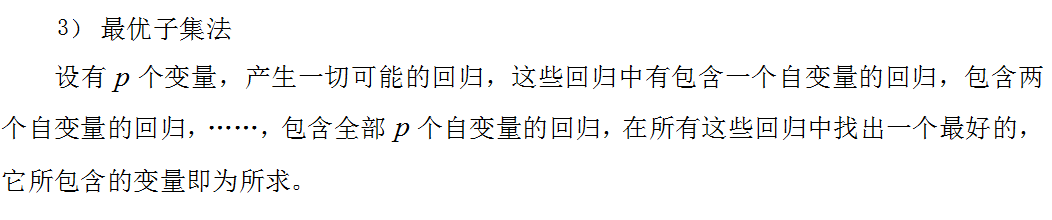 3） 最优子集法
设有 p 个变量，产生一切可能的回归，这些回归中有包含一个自变量的回归，包含两
个自变量的回归，……，包含全部 p 个自变量的回归，在所有这些回归中找出一个最好的，
它所包含的变量即为所求。